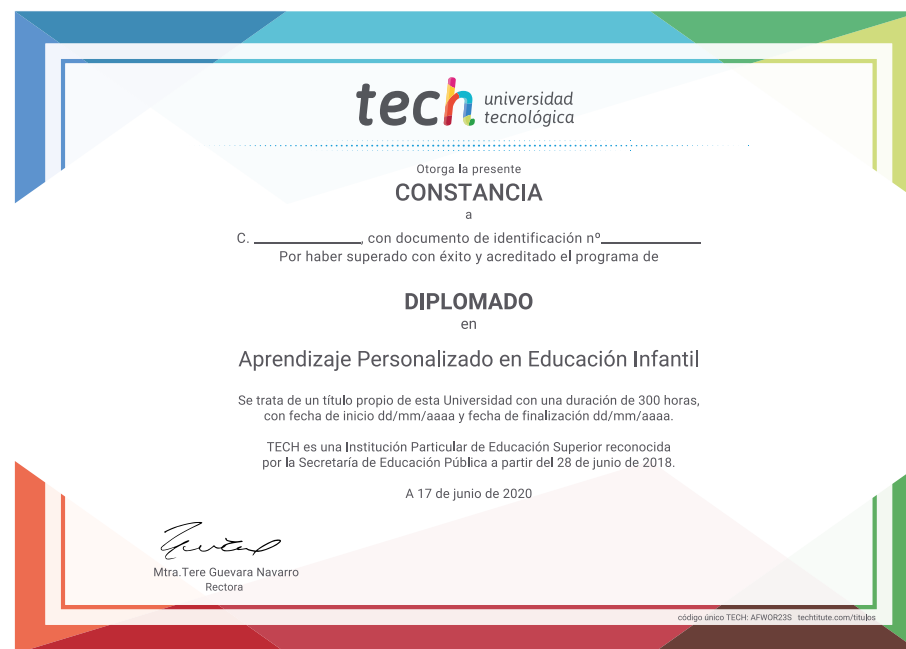 tech universidad
tecnológica
Otorga la presente
CONSTANCIA
a
C. ______________, con documento de identificación nº_____________
Por haber superado con éxito y acreditado el programa de
DIPLOMADO
en
Aprendizaje Personalizado en Educación Infantil
Se trata de un título propio de esta Universidad con una duración de 300 horas,
con fecha de inicio dd/mm/aaaa y fecha de finalización dd/mm/aaaa.
TECH es una Institución Particular de Educación Superior reconocida
por la Secretaría de Educación Pública a partir del 28 de junio de 2018.
A 17 de junio de 2020
Mtra.Tere Guevara Navarro
Rectora
código único TECH: AFWOR23S techtitute.com/titulos